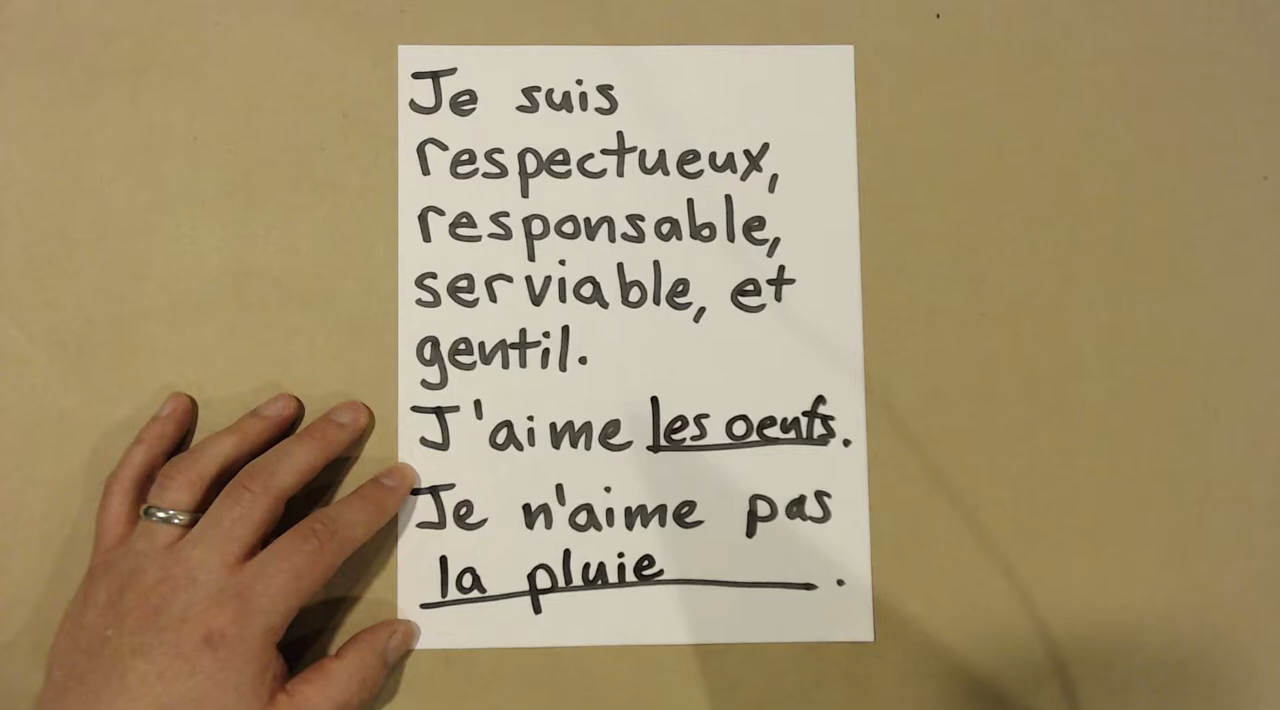 Je suis
respectueux,
responsable,
serviable, et
gentil.
J'aime les oeufs.
Je n'aime pas
la pluie.